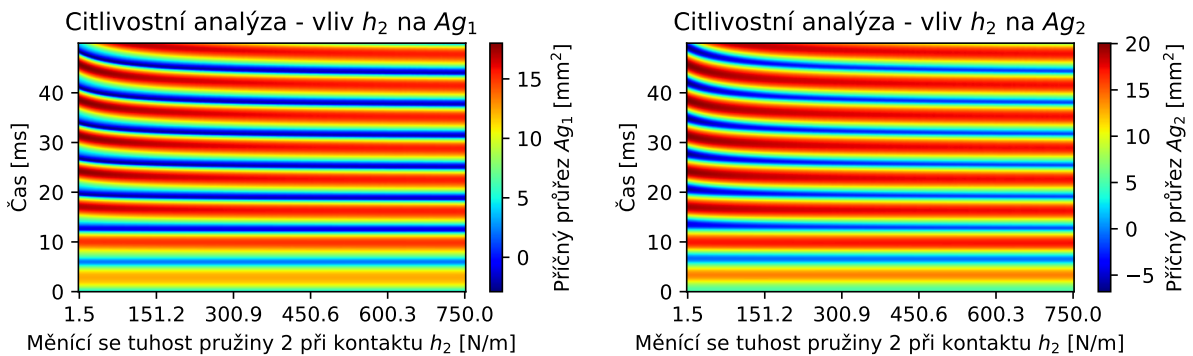 Citlivostní analýza - vliv h₂ na Ag₁
Čas [ms]
40
30
20
10
0
1.5 151.2 300.9 450.6 600.3 750.0
Měnící se tuhost pružiny 2 při kontaktu h₂ [N/m]
15
10
5
0
Příčný průřez Ag₁ [mm²]
Citlivostní analýza - vliv h₂ na Ag₂
Čas [ms]
40
30
20
10
0
1.5 151.2 300.9 450.6 600.3 750.0
Měnící se tuhost pružiny 2 při kontaktu h₂ [N/m]
20
15
10
5
0
−5
Příčný průřez Ag₂ [mm²]